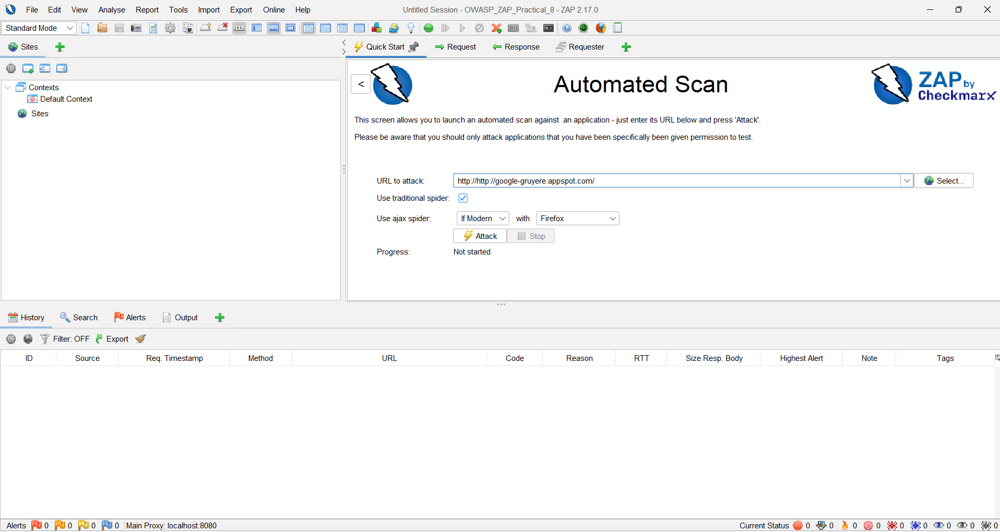 File Edit View Analyse Report Tools Import Export Online Help
Untitled Session - OWASP_ZAP_Practical_8 - ZAP 2.17.0
Standard Mode
Sites
Quick Start Request Response Requester
Contexts
Default Context
Sites
<
Automated Scan
ZAP by
Checkmarx
This screen allows you to launch an automated scan against  an application - just enter its URL below and press 'Attack'.
Please be aware that you should only attack applications that you have been specifically been given permission to test.
URL to attack: http://http://google-gruyere.appspot.com/ Select...
Use traditional spider:
Use ajax spider: If Modern with Firefox
Attack Stop
Progress: Not started
History Search Alerts Output
Filter: OFF Export
ID Source Req. Timestamp Method URL Code Reason RTT Size Resp. Body Highest Alert Note Tags
Alerts 0 0 0 0 Main Proxy: localhost:8080 Current Status 0 0 0 0 0 0 0 0 0